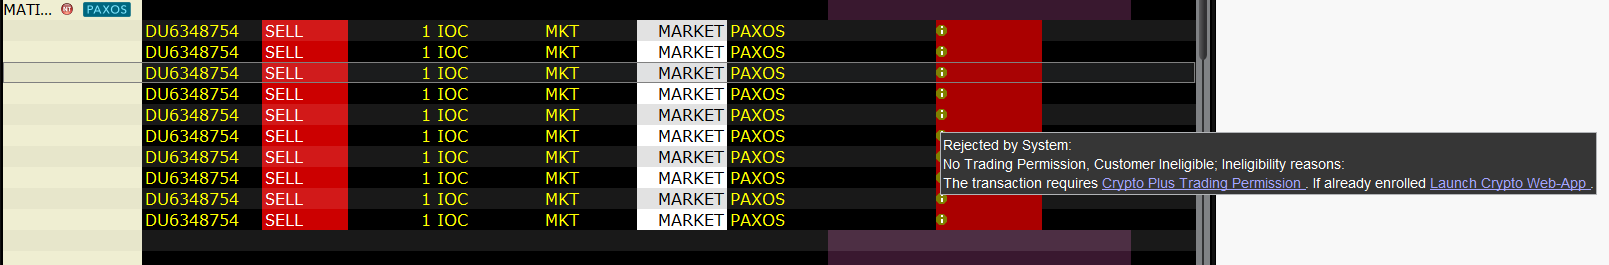 MATI... NT PAXOS
DU6348754 SELL 1 IOC MKT MARKET PAXOS
DU6348754 SELL 1 IOC MKT MARKET PAXOS
DU6348754 SELL 1 IOC MKT MARKET PAXOS
DU6348754 SELL 1 IOC MKT MARKET PAXOS
DU6348754 SELL 1 IOC MKT MARKET PAXOS
DU6348754 SELL 1 IOC MKT MARKET PAXOS
DU6348754 SELL 1 IOC MKT MARKET PAXOS
DU6348754 SELL 1 IOC MKT MARKET PAXOS
DU6348754 SELL 1 IOC MKT MARKET PAXOS
DU6348754 SELL 1 IOC MKT MARKET PAXOS
Rejected by System:
No Trading Permission, Customer Ineligible; Ineligibility reasons:
The transaction requires Crypto Plus Trading Permission . If already enrolled Launch Crypto Web-App .